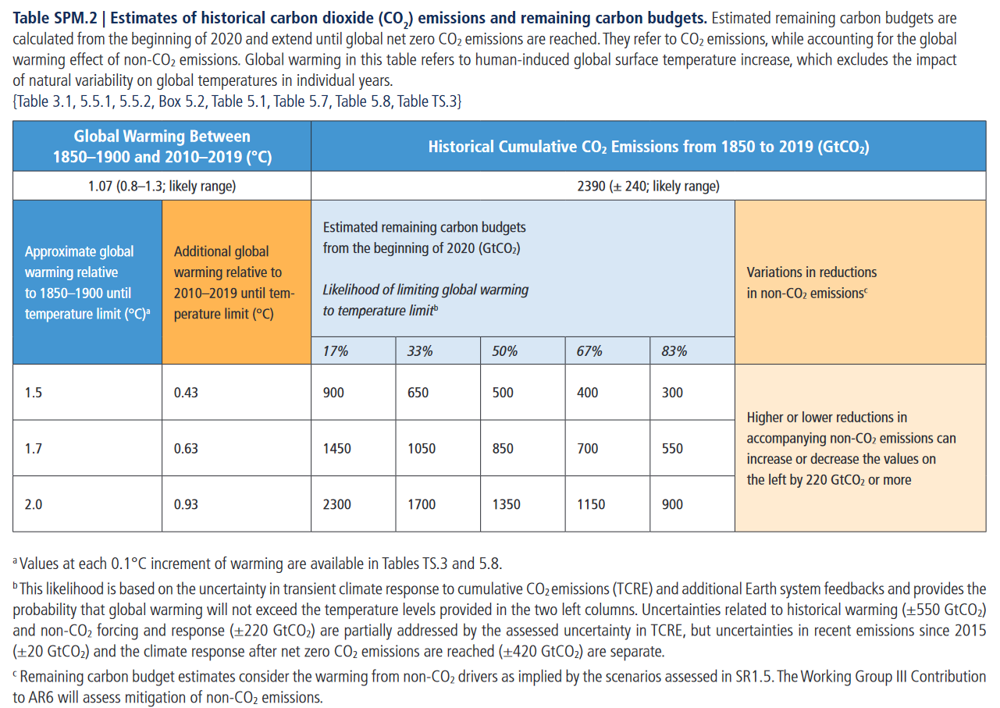 Table SPM.2 | Estimates of historical carbon dioxide (CO₂) emissions and remaining carbon budgets. Estimated remaining carbon budgets are
calculated from the beginning of 2020 and extend until global net zero CO₂ emissions are reached. They refer to CO₂ emissions, while accounting for the global
warming effect of non-CO₂ emissions. Global warming in this table refers to human-induced global surface temperature increase, which excludes the impact
of natural variability on global temperatures in individual years.
{Table 3.1, 5.5.1, 5.5.2, Box 5.2, Table 5.1, Table 5.7, Table 5.8, Table TS.3}
Global Warming Between
1850–1900 and 2010–2019 (°C)
Historical Cumulative CO₂ Emissions from 1850 to 2019 (GtCO₂)
1.07 (0.8–1.3; likely range)
2390 (± 240; likely range)
Approximate global
warming relative
to 1850–1900 until
temperature limit (°C)ᵃ
Additional global
warming relative to
2010–2019 until tem-
perature limit (°C)
Estimated remaining carbon budgets
from the beginning of 2020 (GtCO₂)
Likelihood of limiting global warming
to temperature limitᵇ
Variations in reductions
in non-CO₂ emissionsᶜ
17% 33% 50% 67% 83%
1.5 0.43 900 650 500 400 300
1.7 0.63 1450 1050 850 700 550
2.0 0.93 2300 1700 1350 1150 900
Higher or lower reductions in
accompanying non-CO₂ emissions can
increase or decrease the values on
the left by 220 GtCO₂ or more
ᵃ Values at each 0.1°C increment of warming are available in Tables TS.3 and 5.8.
ᵇ This likelihood is based on the uncertainty in transient climate response to cumulative CO₂ emissions (TCRE) and additional Earth system feedbacks and provides the
probability that global warming will not exceed the temperature levels provided in the two left columns. Uncertainties related to historical warming (±550 GtCO₂)
and non-CO₂ forcing and response (±220 GtCO₂) are partially addressed by the assessed uncertainty in TCRE, but uncertainties in recent emissions since 2015
(±20 GtCO₂) and the climate response after net zero CO₂ emissions are reached (±420 GtCO₂) are separate.
ᶜ Remaining carbon budget estimates consider the warming from non-CO₂ drivers as implied by the scenarios assessed in SR1.5. The Working Group III Contribution
to AR6 will assess mitigation of non-CO₂ emissions.